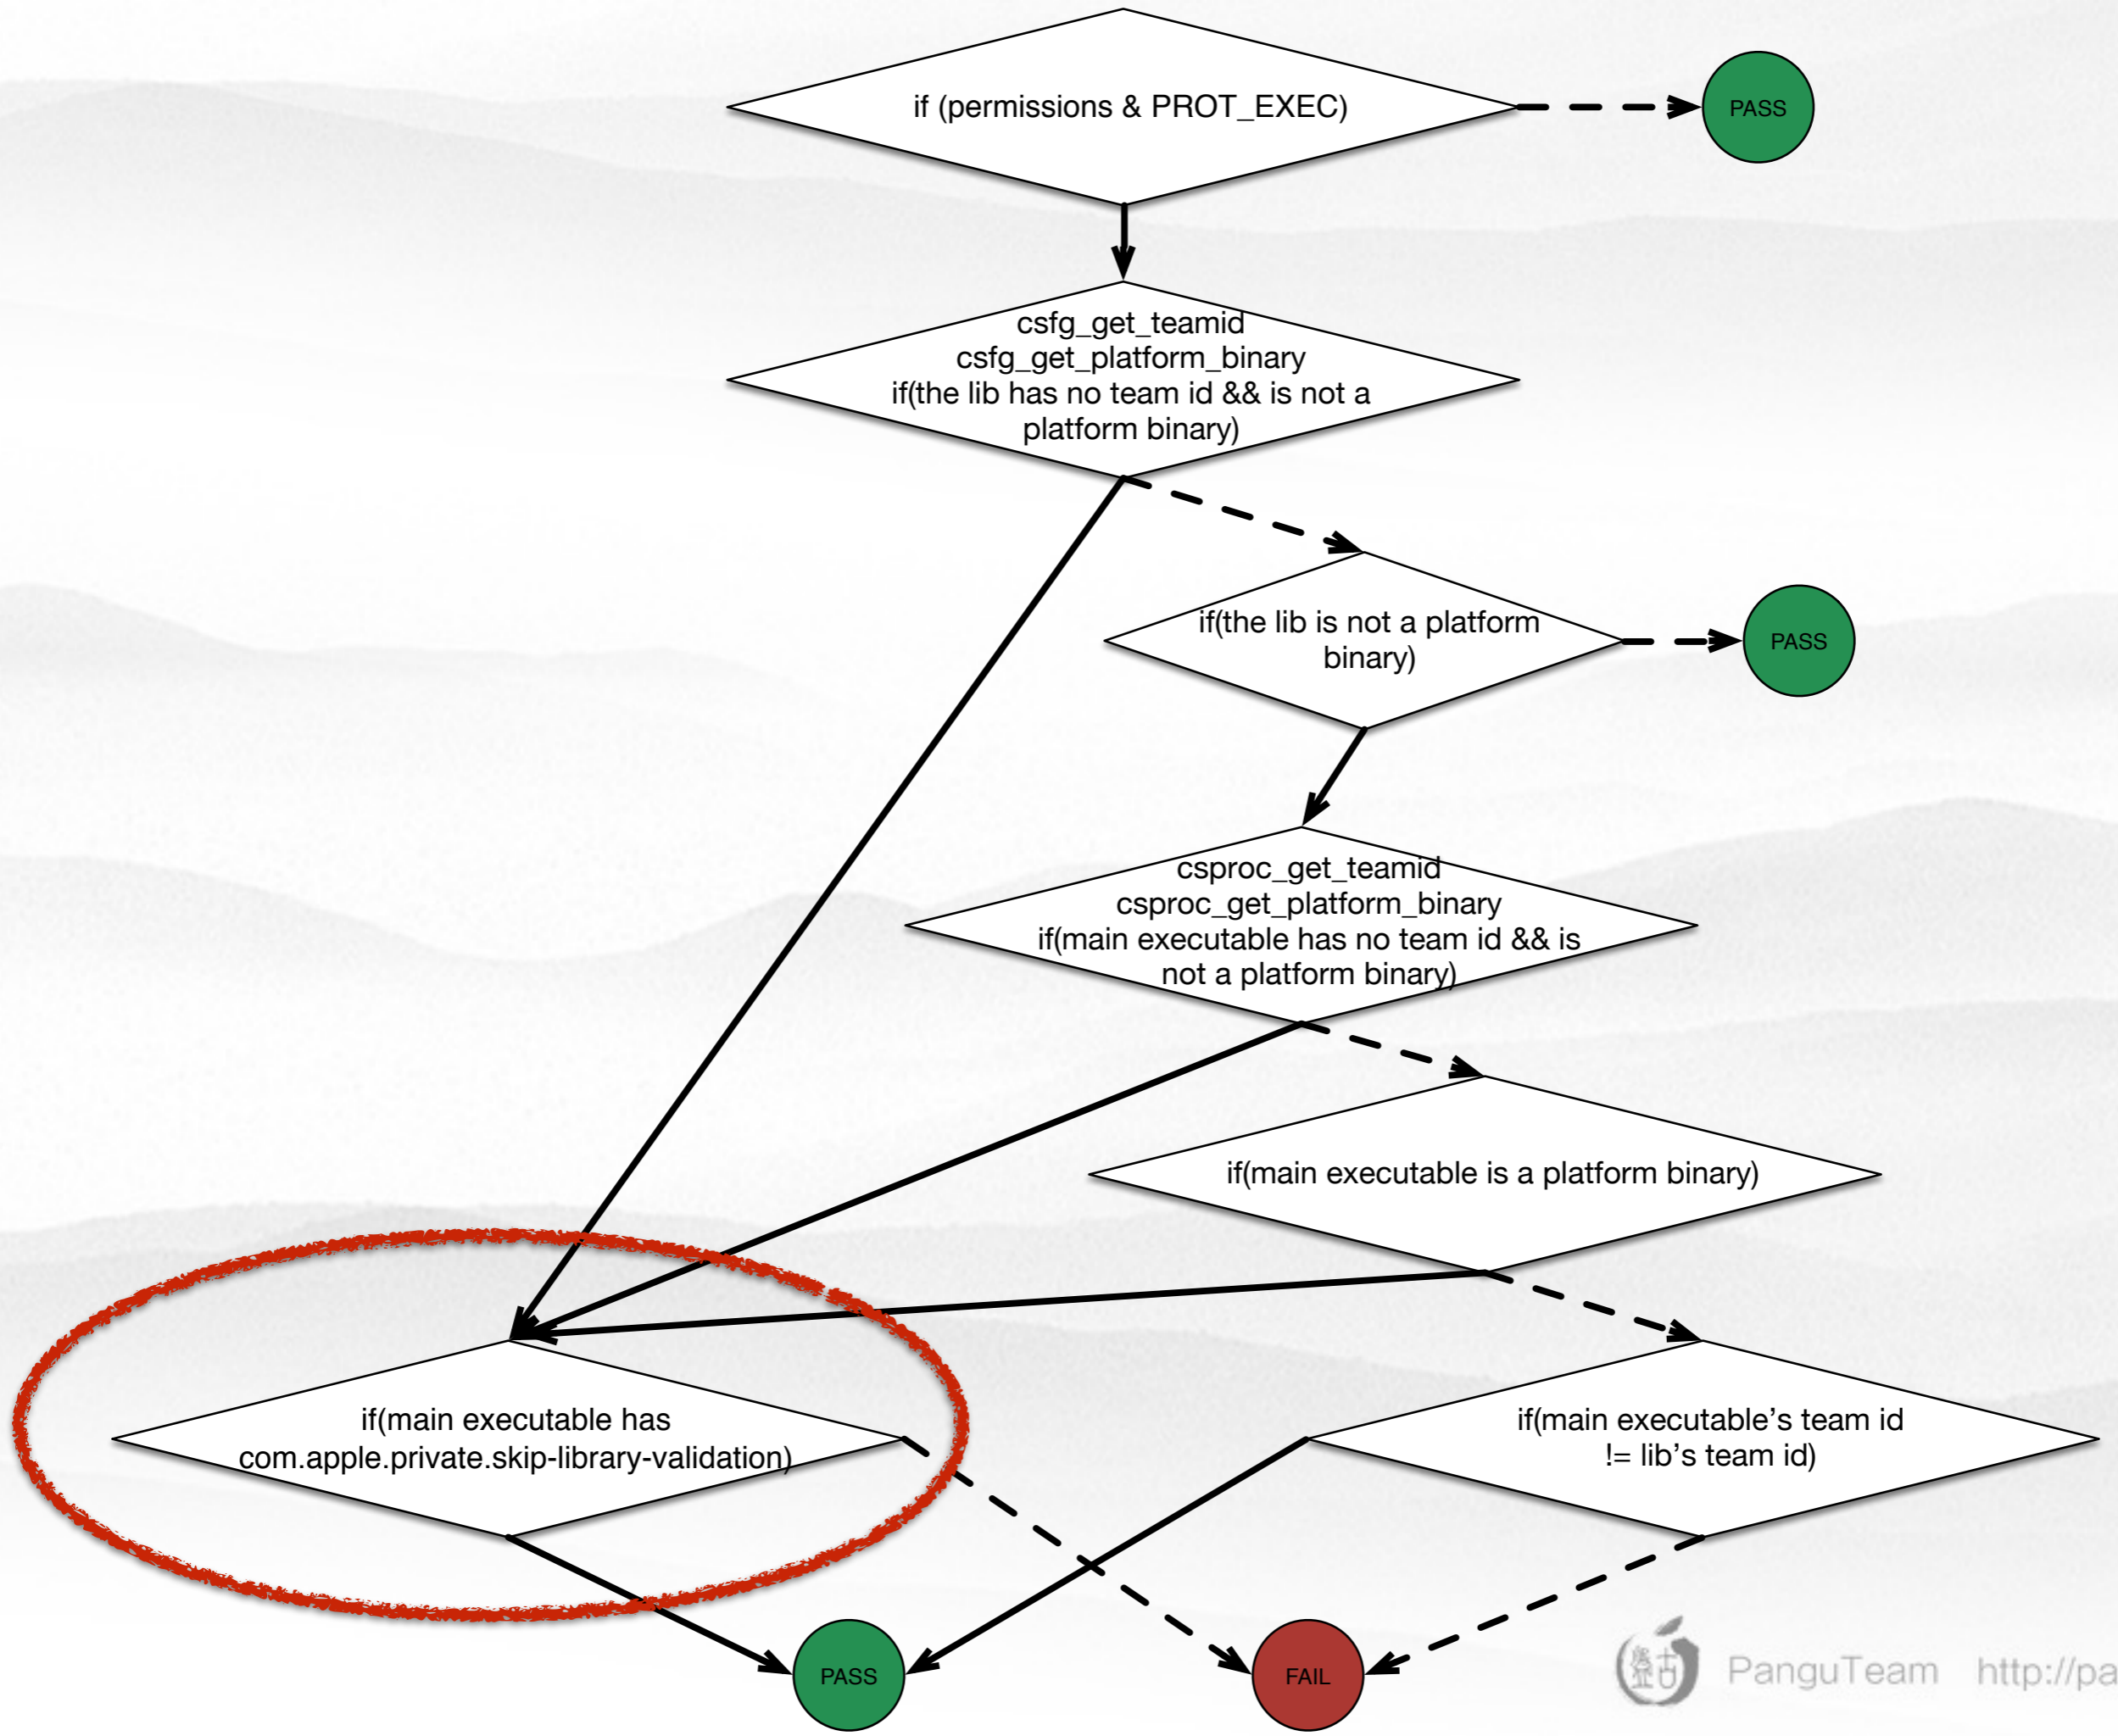 if (permissions & PROT_EXEC)
PASS
csfg_get_teamid
csfg_get_platform_binary
if(the lib has no team id && is not a
platform binary)
if(the lib is not a platform
binary)
PASS
csproc_get_teamid
csproc_get_platform_binary
if(main executable has no team id && is
not a platform binary)
if(main executable is a platform binary)
if(main executable has
com.apple.private.skip-library-validation)
if(main executable's team id
!= lib's team id)
PASS
FAIL
PanguTeam http://pa